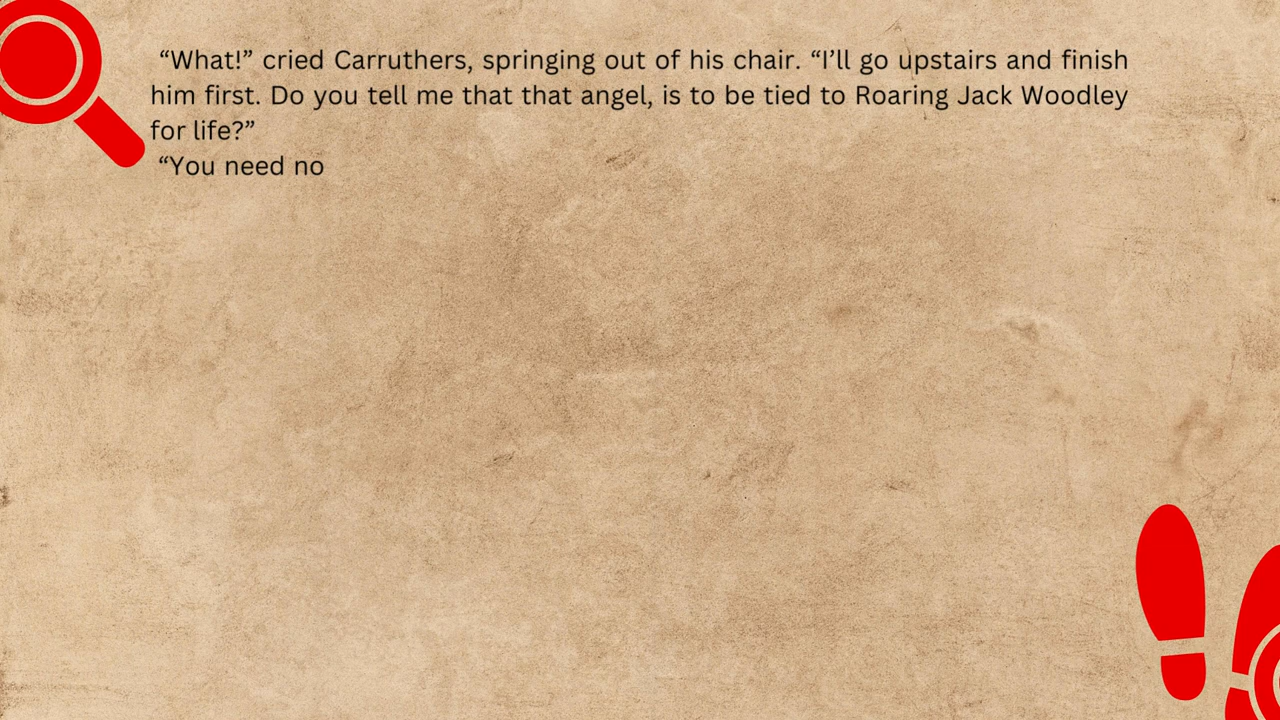 “What!” cried Carruthers, springing out of his chair. “I’ll go upstairs and finish
him first. Do you tell me that that angel, is to be tied to Roaring Jack Woodley
for life?”
“You need no